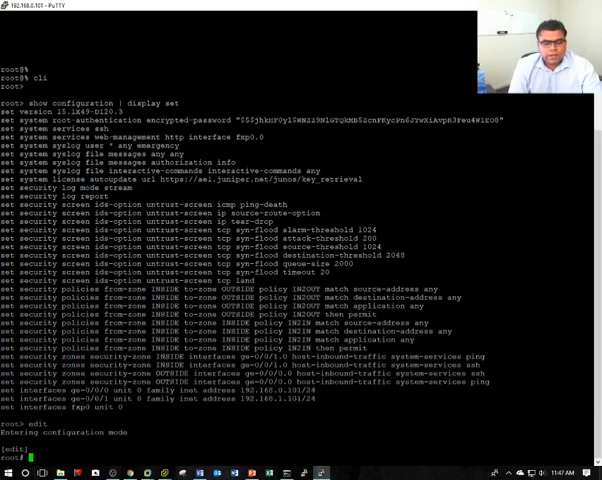 192.168.0.101 - PuTTY
root@%
root@% cli
root>
root> show configuration | display set
set version 15.1X49-D120.3
set system root-authentication encrypted-password
set system services ssh
set system services web-management http interface fxp0.0
set system syslog user * any emergency
set system syslog file messages any any
set system syslog file messages authorization info
set system syslog file interactive-commands interactive-commands any
set system license autoupdate url https://ae1.juniper.net/junos/key_retrieval
set security log mode stream
set security log report
set security screen ids-option untrust-screen icmp ping-death
set security screen ids-option untrust-screen ip source-route-option
set security screen ids-option untrust-screen ip tear-drop
set security screen ids-option untrust-screen tcp syn-flood alarm-threshold 1024
set security screen ids-option untrust-screen tcp syn-flood attack-threshold 200
set security screen ids-option untrust-screen tcp syn-flood source-threshold 1024
set security screen ids-option untrust-screen tcp syn-flood destination-threshold 2048
set security screen ids-option untrust-screen tcp syn-flood queue-size 2000
set security screen ids-option untrust-screen tcp syn-flood timeout 20
set security screen ids-option untrust-screen tcp land
set security policies from-zone INSIDE to-zone OUTSIDE policy IN2OUT match source-address any
set security policies from-zone INSIDE to-zone OUTSIDE policy IN2OUT match destination-address any
set security policies from-zone INSIDE to-zone OUTSIDE policy IN2OUT match application any
set security policies from-zone INSIDE to-zone OUTSIDE policy IN2OUT then permit
set security policies from-zone INSIDE to-zone INSIDE policy IN2IN match source-address any
set security policies from-zone INSIDE to-zone INSIDE policy IN2IN match destination-address any
set security policies from-zone INSIDE to-zone INSIDE policy IN2IN match application any
set security policies from-zone INSIDE to-zone INSIDE policy IN2IN then permit
set security zones security-zone INSIDE interfaces ge-0/0/1.0 host-inbound-traffic system-services ping
set security zones security-zone INSIDE interfaces ge-0/0/1.0 host-inbound-traffic system-services ssh
set security zones security-zone OUTSIDE interfaces ge-0/0/0.0 host-inbound-traffic system-services ssh
set security zones security-zone OUTSIDE interfaces ge-0/0/0.0 host-inbound-traffic system-services ping
set interfaces ge-0/0/0 unit 0 family inet address 192.168.0.101/24
set interfaces ge-0/0/1 unit 0 family inet address 192.168.1.101/24
set interfaces fxp0 unit 0
root> edit
Entering configuration mode
[edit]
root#
11:47 AM